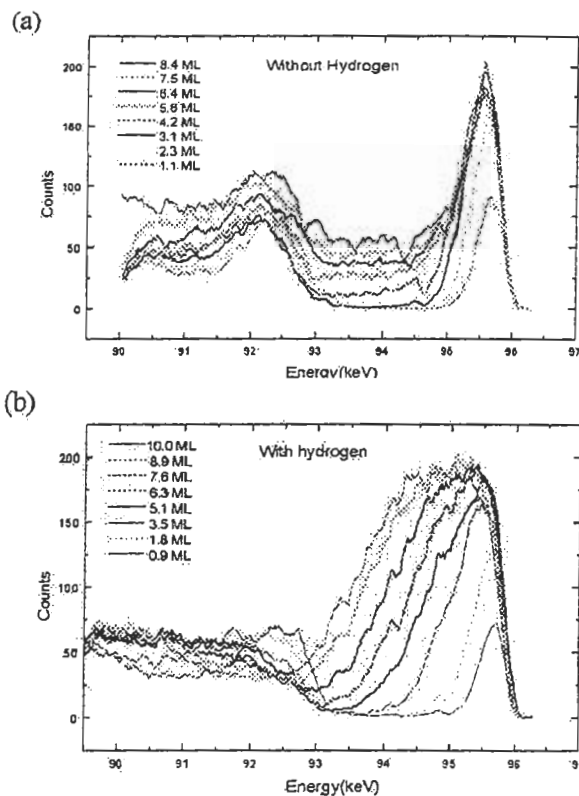 (a)
8.4 ML
7.5 ML
6.4 ML
5.6 ML
4.2 ML
3.1 ML
2.3 ML
1.1 ML
Without Hydrogen
200
150
100
50
0
Counts
90 91 92 93 94 95 96 97
Energy(keV)
(b)
10.0 ML
8.9 ML
7.6 ML
6.3 ML
5.1 ML
3.5 ML
1.8 ML
0.9 ML
With hydrogen
200
150
100
50
0
Counts
90 91 92 93 94 95 96 9
Energy(keV)